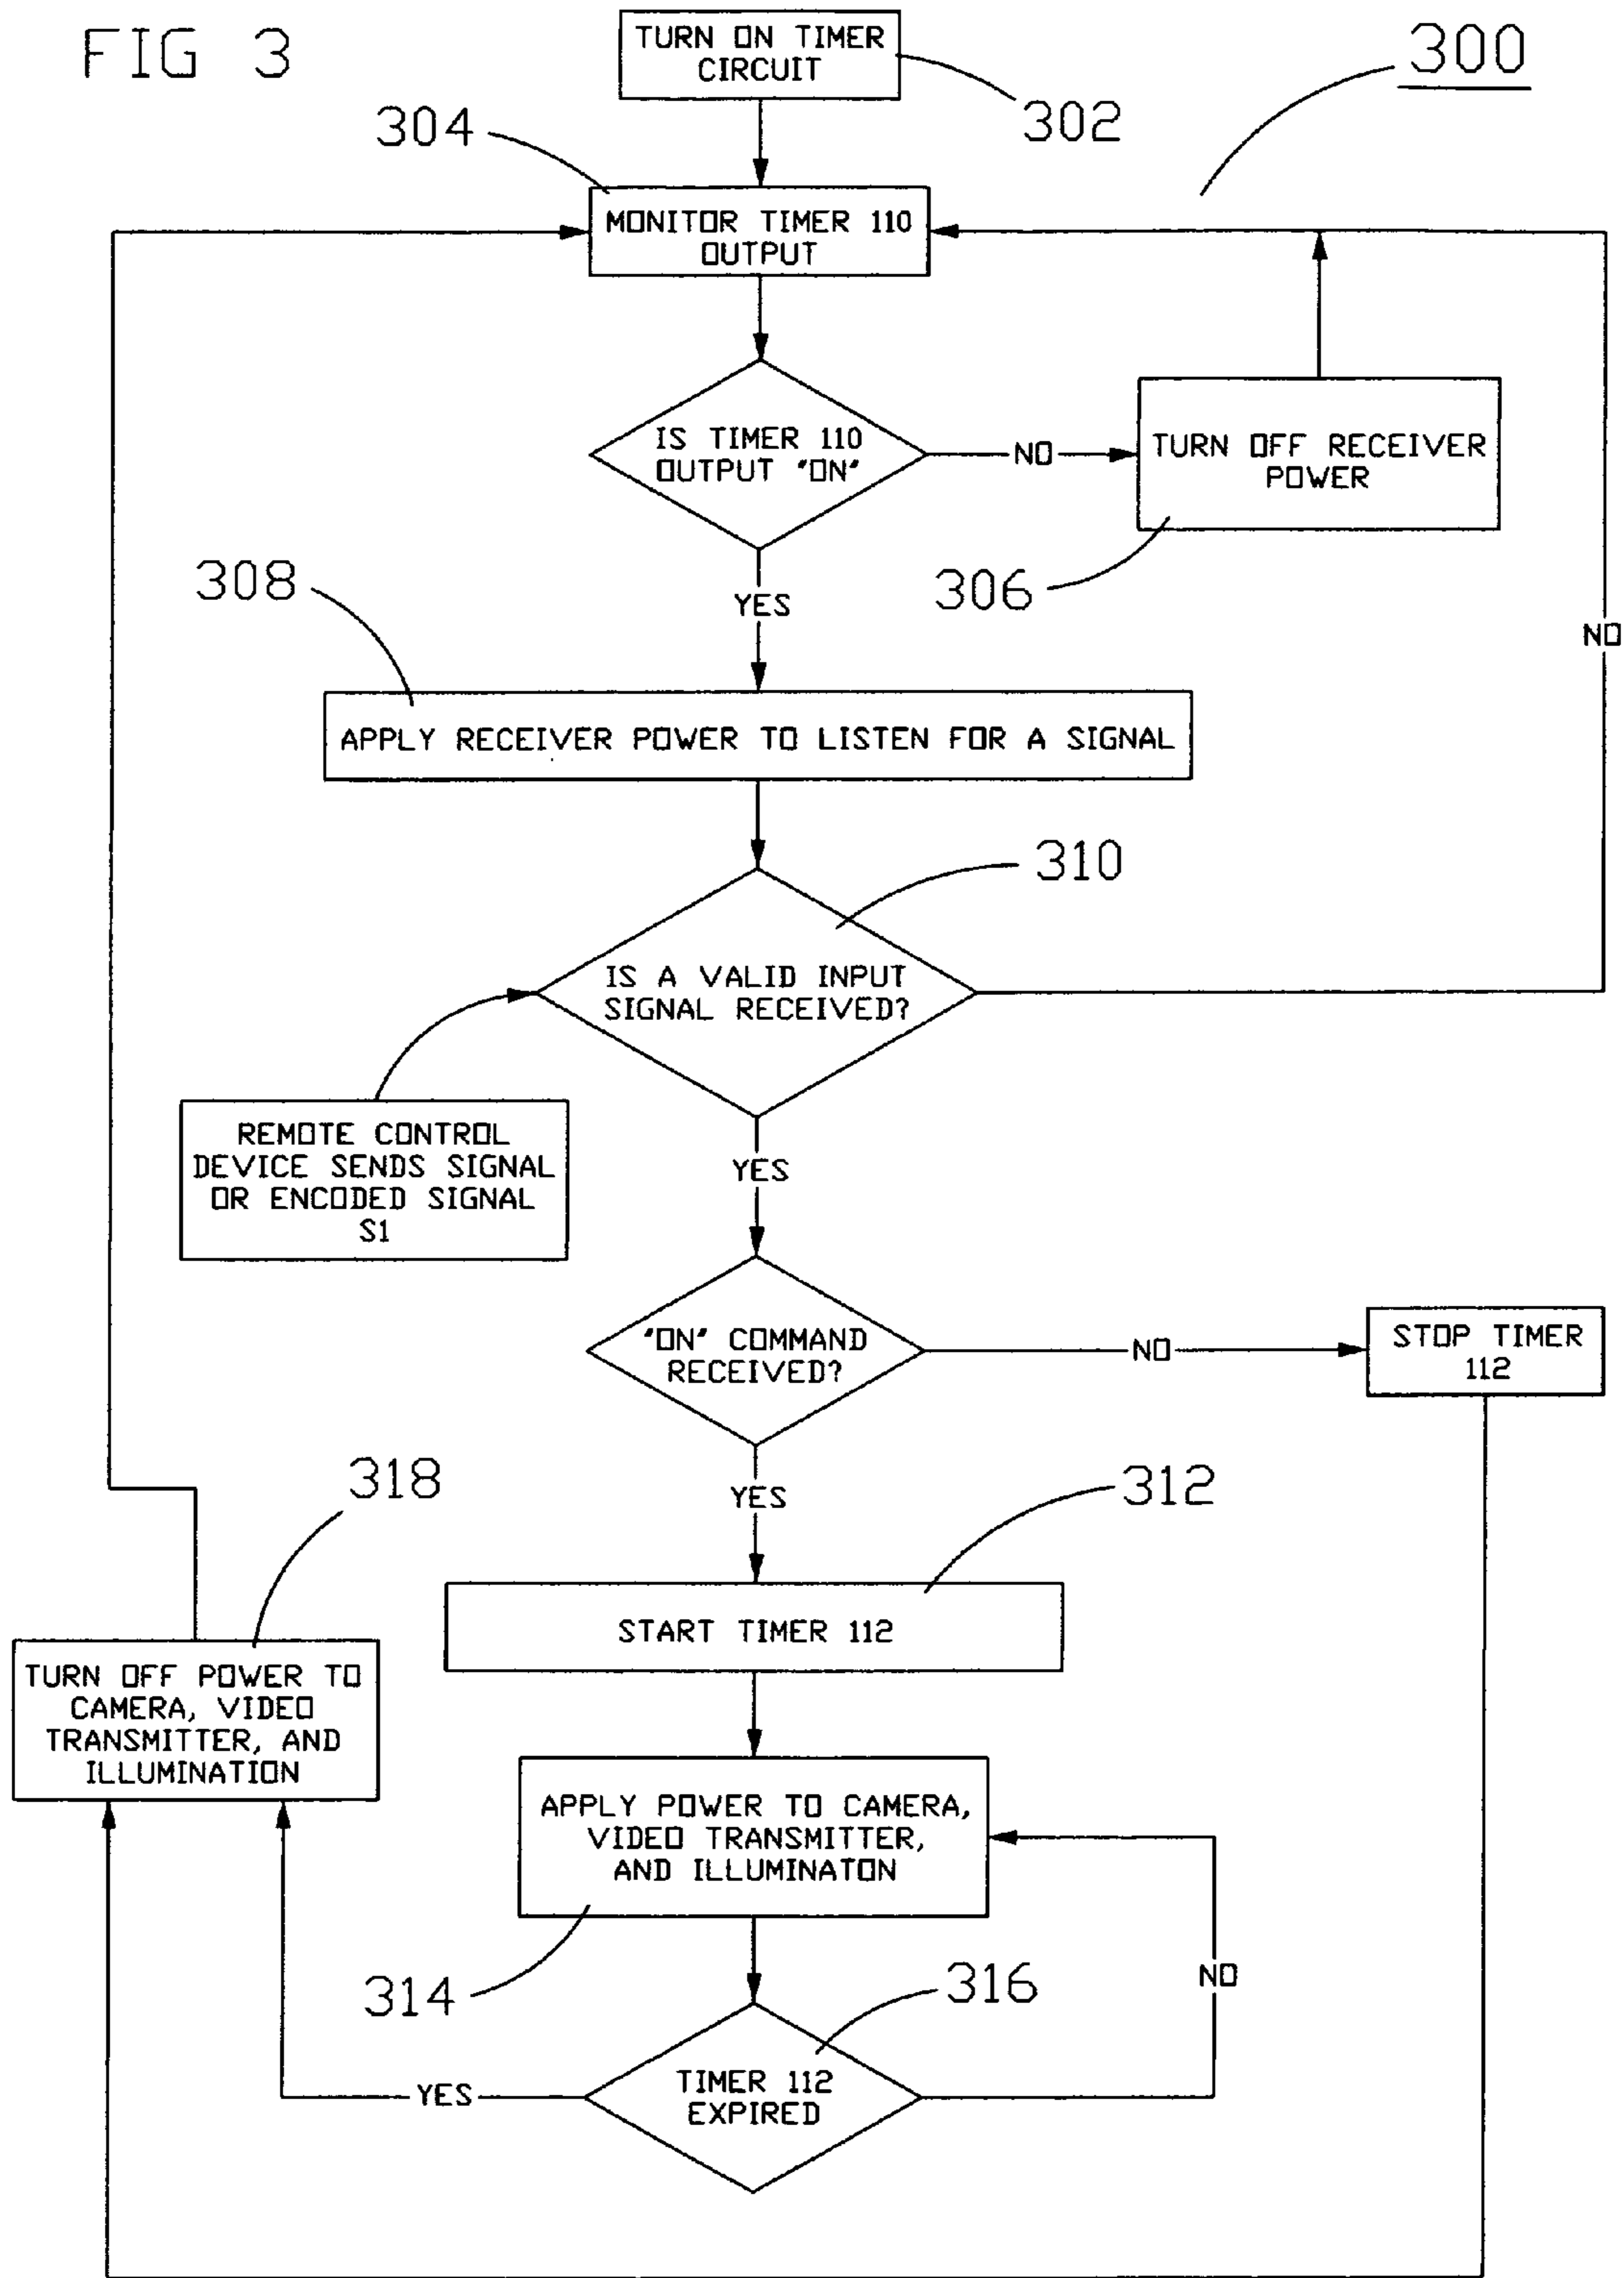 FIG 3
TURN ON TIMER
CIRCUIT
300
302
304
MONITOR TIMER 110
OUTPUT
IS TIMER 110
OUTPUT "ON"
NO
TURN OFF RECEIVER
POWER
306
308
YES
NO
APPLY RECEIVER POWER TO LISTEN FOR A SIGNAL
310
IS A VALID INPUT
SIGNAL RECEIVED?
REMOTE CONTROL
DEVICE SENDS SIGNAL
OR ENCODED SIGNAL
S1
YES
"ON" COMMAND
RECEIVED?
NO
STOP TIMER
112
YES
312
318
START TIMER 112
TURN OFF POWER TO
CAMERA, VIDEO
TRANSMITTER, AND
ILLUMINATION
APPLY POWER TO CAMERA,
VIDEO TRANSMITTER,
AND ILLUMINATON
314
316
NO
TIMER 112
EXPIRED
YES